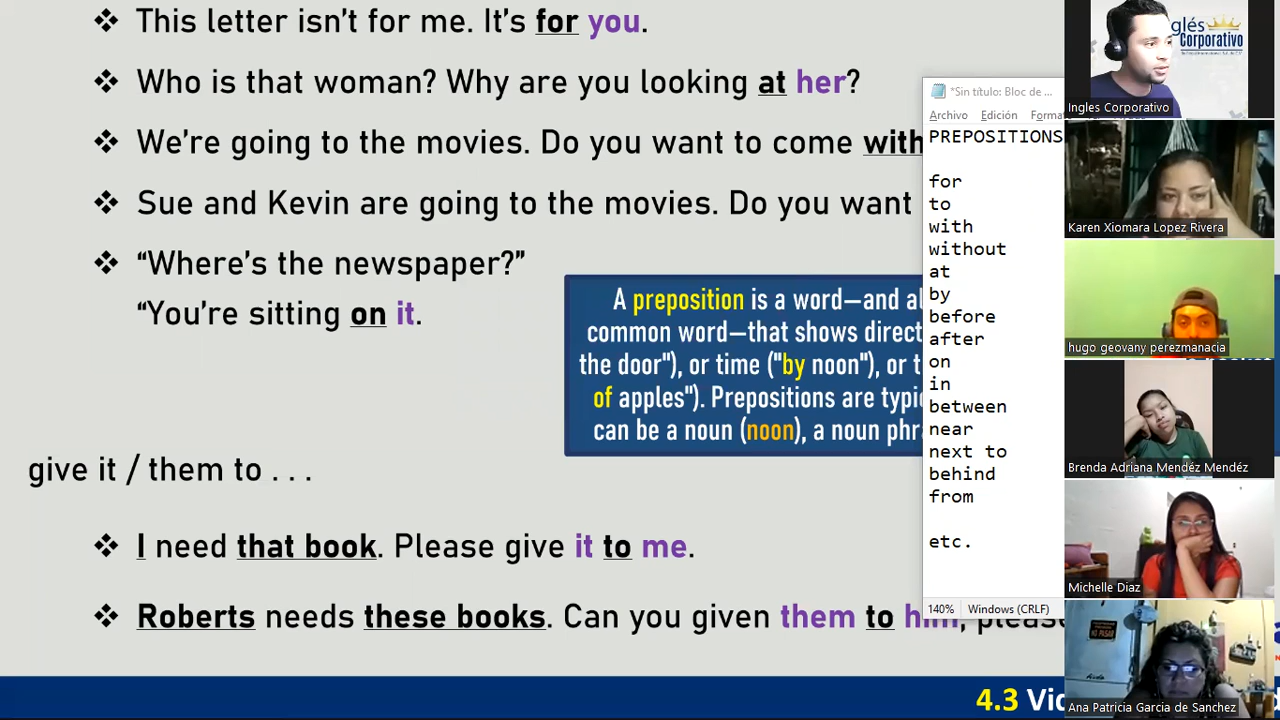 This letter isn’t for me. It’s for you.
Who is that woman? Why are you looking at her?
We’re going to the movies. Do you want to come with
Sue and Kevin are going to the movies. Do you want
“Where’s the newspaper?”
“You’re sitting on it.
A preposition is a word—and
common word—that shows
the door"), or time ("by noon"), or
of apples"). Prepositions are
can be a noun (noon), a noun
give it / them to . . .
I need that book. Please give it to me.
Roberts needs these books. Can you given them to him, please
4.3
*Sin título: Bloc de ...
Archivo Edición
PREPOSITIONS
for
to
with
without
at
by
before
after
on
in
between
near
next to
behind
from
etc.
140% Windows (CRLF)
glés
Corporativo
Ingles Corporativo
Karen Xiomara Lopez Rivera
hugo geovany perezmanacia
Brenda Adriana Mendéz Mendéz
Michelle Diaz
NO PASAR
Ana Patricia Garcia de Sanchez